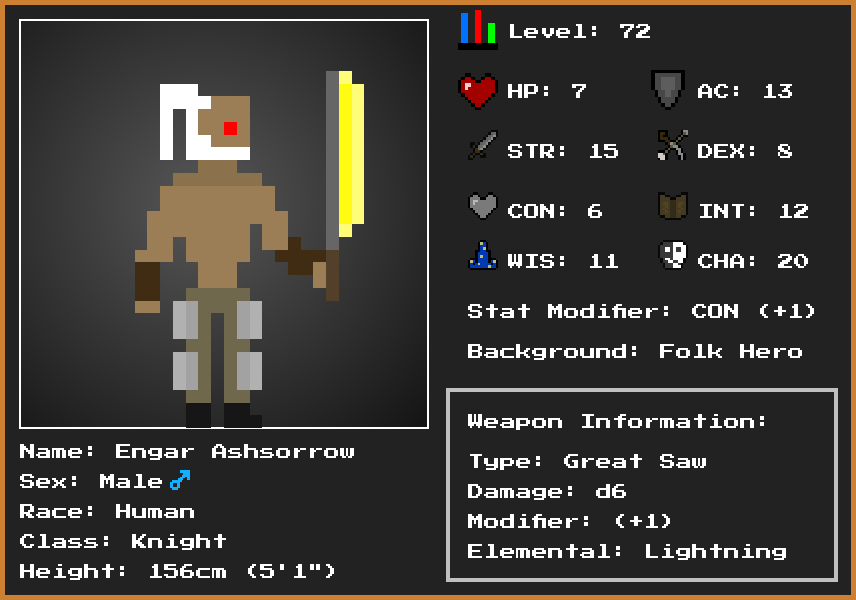 Level: 72
HP: 7 AC: 13
STR: 15 DEX: 8
CON: 6 INT: 12
WIS: 11 CHA: 20
Stat Modifier: CON (+1)
Background: Folk Hero
Weapon Information:
Type: Great Saw
Damage: d6
Modifier: (+1)
Elemental: Lightning
Name: Engar Ashsorrow
Sex: Male ♂
Race: Human
Class: Knight
Height: 156cm (5'1")